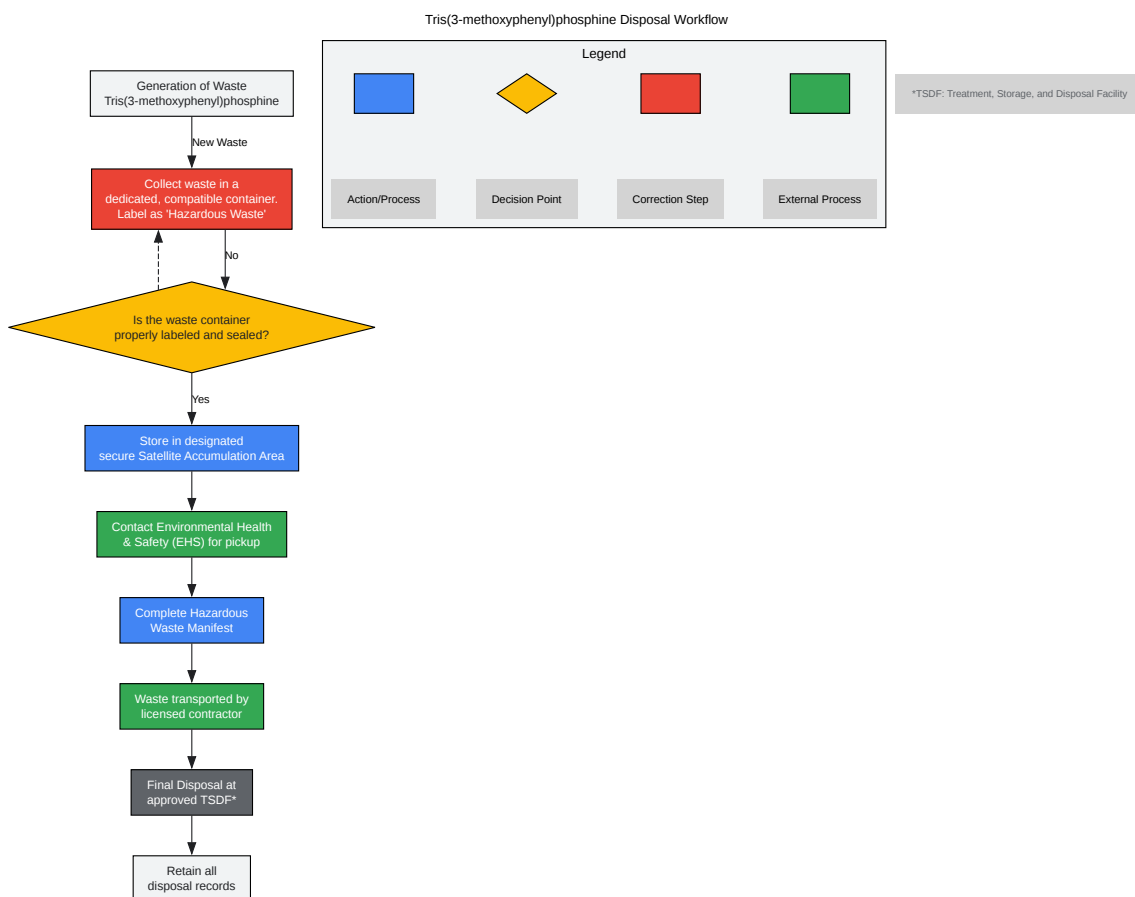 Tris(3-methoxyphenyl)phosphine Disposal Workflow
Legend
Action/Process
Decision Point
Correction Step
External Process
*TSDF: Treatment, Storage, and Disposal Facility
Generation of Waste
Tris(3-methoxyphenyl)phosphine
New Waste
Collect waste in a
dedicated, compatible container.
Label as 'Hazardous Waste'
No
Is the waste container
properly labeled and sealed?
Yes
Store in designated
secure Satellite Accumulation Area
Contact Environmental Health
& Safety (EHS) for pickup
Complete Hazardous
Waste Manifest
Waste transported by
licensed contractor
Final Disposal at
approved TSDF*
Retain all
disposal records